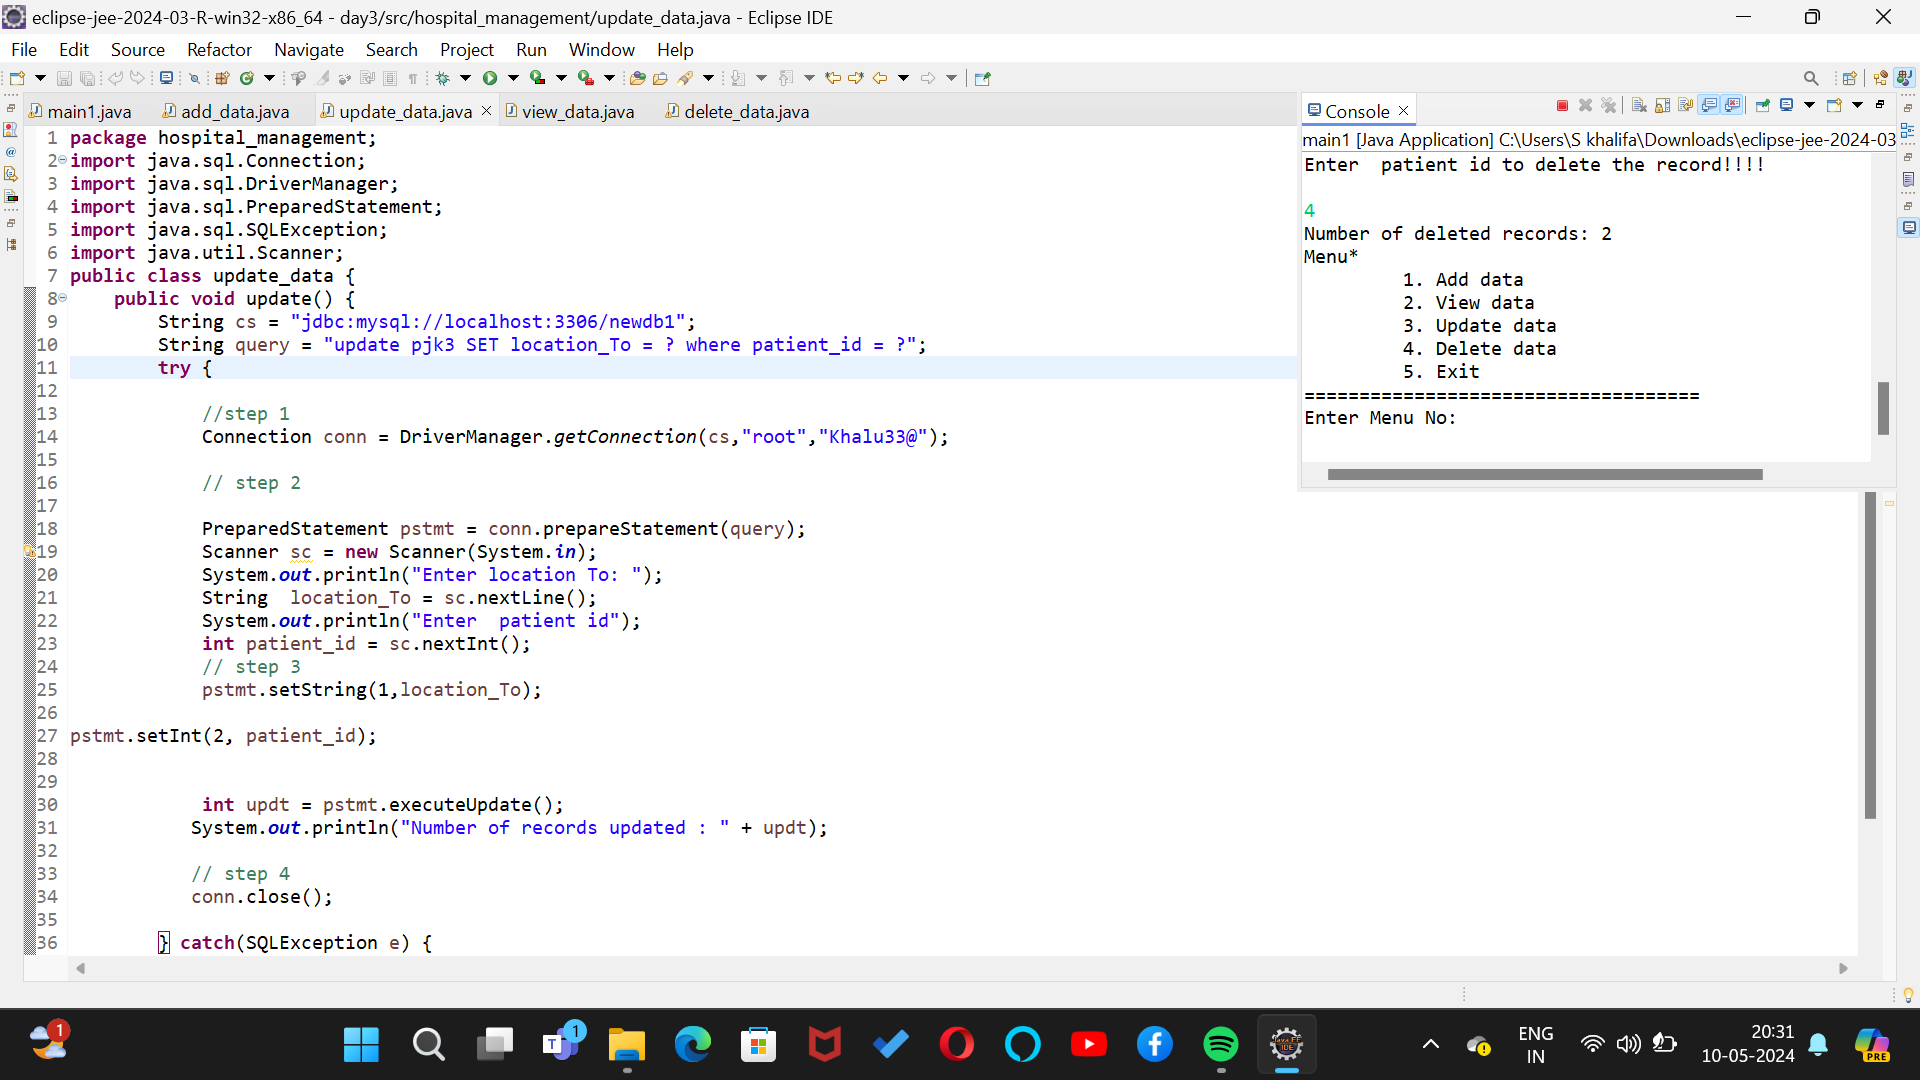 eclipse-jee-2024-03-R-win32-x86_64 - day3/src/hospital_management/update_data.java - Eclipse IDE
File Edit Source Refactor Navigate Search Project Run Window Help
main1.java add_data.java update_data.java view_data.java delete_data.java
1 package hospital_management;
2 import java.sql.Connection;
3 import java.sql.DriverManager;
4 import java.sql.PreparedStatement;
5 import java.sql.SQLException;
6 import java.util.Scanner;
7 public class update_data {
8 public void update() {
9 String cs = "jdbc:mysql://localhost:3306/newdb1";
10 String query = "update pjk3 SET location_To = ? where patient_id = ?";
11 try {
12
13 //step 1
14 Connection conn = DriverManager.getConnection(cs,"root","Khalu33@");
15
16 // step 2
17
18 PreparedStatement pstmt = conn.prepareStatement(query);
19 Scanner sc = new Scanner(System.in);
20 System.out.println("Enter location To: ");
21 String  location_To = sc.nextLine();
22 System.out.println("Enter  patient id");
23 int patient_id = sc.nextInt();
24 // step 3
25 pstmt.setString(1,location_To);
26
27 pstmt.setInt(2, patient_id);
28
29
30 int updt = pstmt.executeUpdate();
31 System.out.println("Number of records updated : " + updt);
32
33 // step 4
34 conn.close();
35
36 } catch(SQLException e) {
Console
main1 [Java Application] C:\Users\S khalifa\Downloads\eclipse-jee-2024-03
Enter  patient id to delete the record!!!!
4
Number of deleted records: 2
Menu*
1. Add data
2. View data
3. Update data
4. Delete data
5. Exit
====================================
Enter Menu No:
1
T
1
Java EE
IDE
ENG
IN
20:31
10-05-2024
PRE